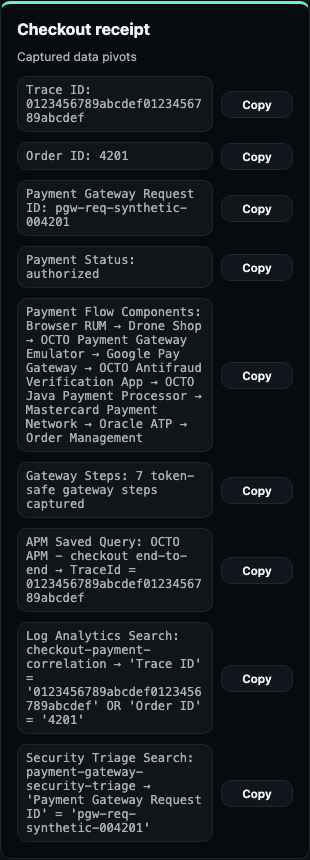 Checkout receipt
Captured data pivots
Trace ID:
0123456789abcdef01234567
89abcdef
Copy
Order ID: 4201
Copy
Payment Gateway Request
ID: pgw-req-synthetic-
004201
Copy
Payment Status:
authorized
Copy
Payment Flow Components:
Browser RUM → Drone Shop
→ OCTO Payment Gateway
Emulator → Google Pay
Gateway → OCTO Antifraud
Verification App → OCTO
Java Payment Processor →
Mastercard Payment
Network → Oracle ATP →
Order Management
Copy
Gateway Steps: 7 token-
safe gateway steps
captured
Copy
APM Saved Query: OCTO
APM - checkout end-to-
end → TraceId =
0123456789abcdef01234567
89abcdef
Copy
Log Analytics Search:
checkout-payment-
correlation → 'Trace ID'
=
'0123456789abcdef0123456
789abcdef' OR 'Order ID'
= '4201'
Copy
Security Triage Search:
payment-gateway-
security-triage →
'Payment Gateway Request
ID' = 'pgw-req-
synthetic-004201'
Copy